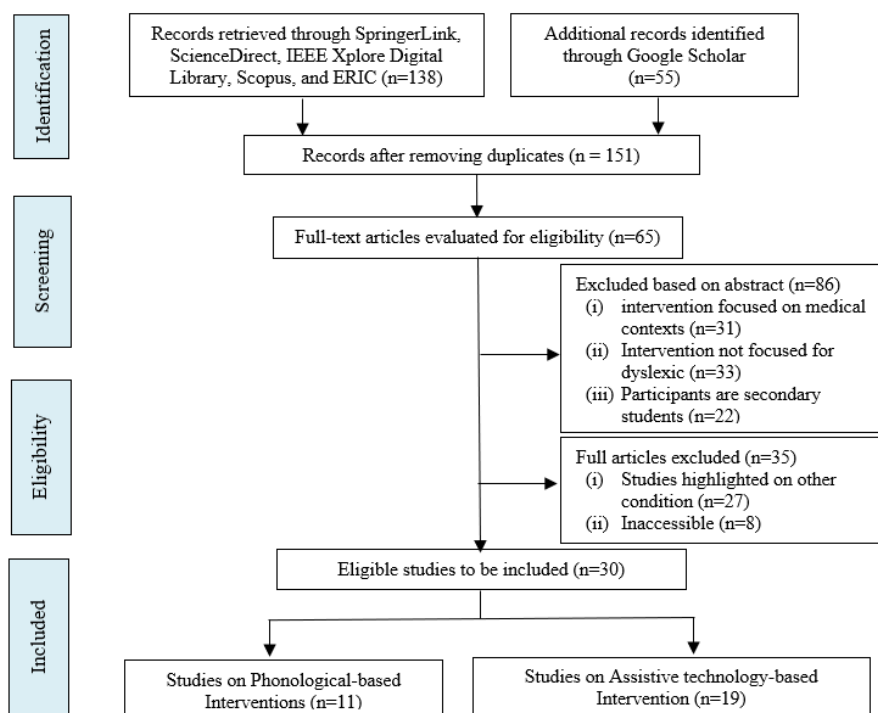 Identification
Records retrieved through SpringerLink,
ScienceDirect, IEEE Xplore Digital
Library, Scopus, and ERIC (n=138)
Additional records identified
through Google Scholar
(n=55)
Records after removing duplicates (n = 151)
Screening
Full-text articles evaluated for eligibility (n=65)
Excluded based on abstract (n=86)
(i) intervention focused on medical
contexts (n=31)
(ii) Intervention not focused for
dyslexic (n=33)
(iii) Participants are secondary
students (n=22)
Eligibility
Full articles excluded (n=35)
(i) Studies highlighted on other
condition (n=27)
(ii) Inaccessible (n=8)
Eligible studies to be included (n=30)
Included
Studies on Phonological-based
Interventions (n=11)
Studies on Assistive technology-based
Intervention (n=19)